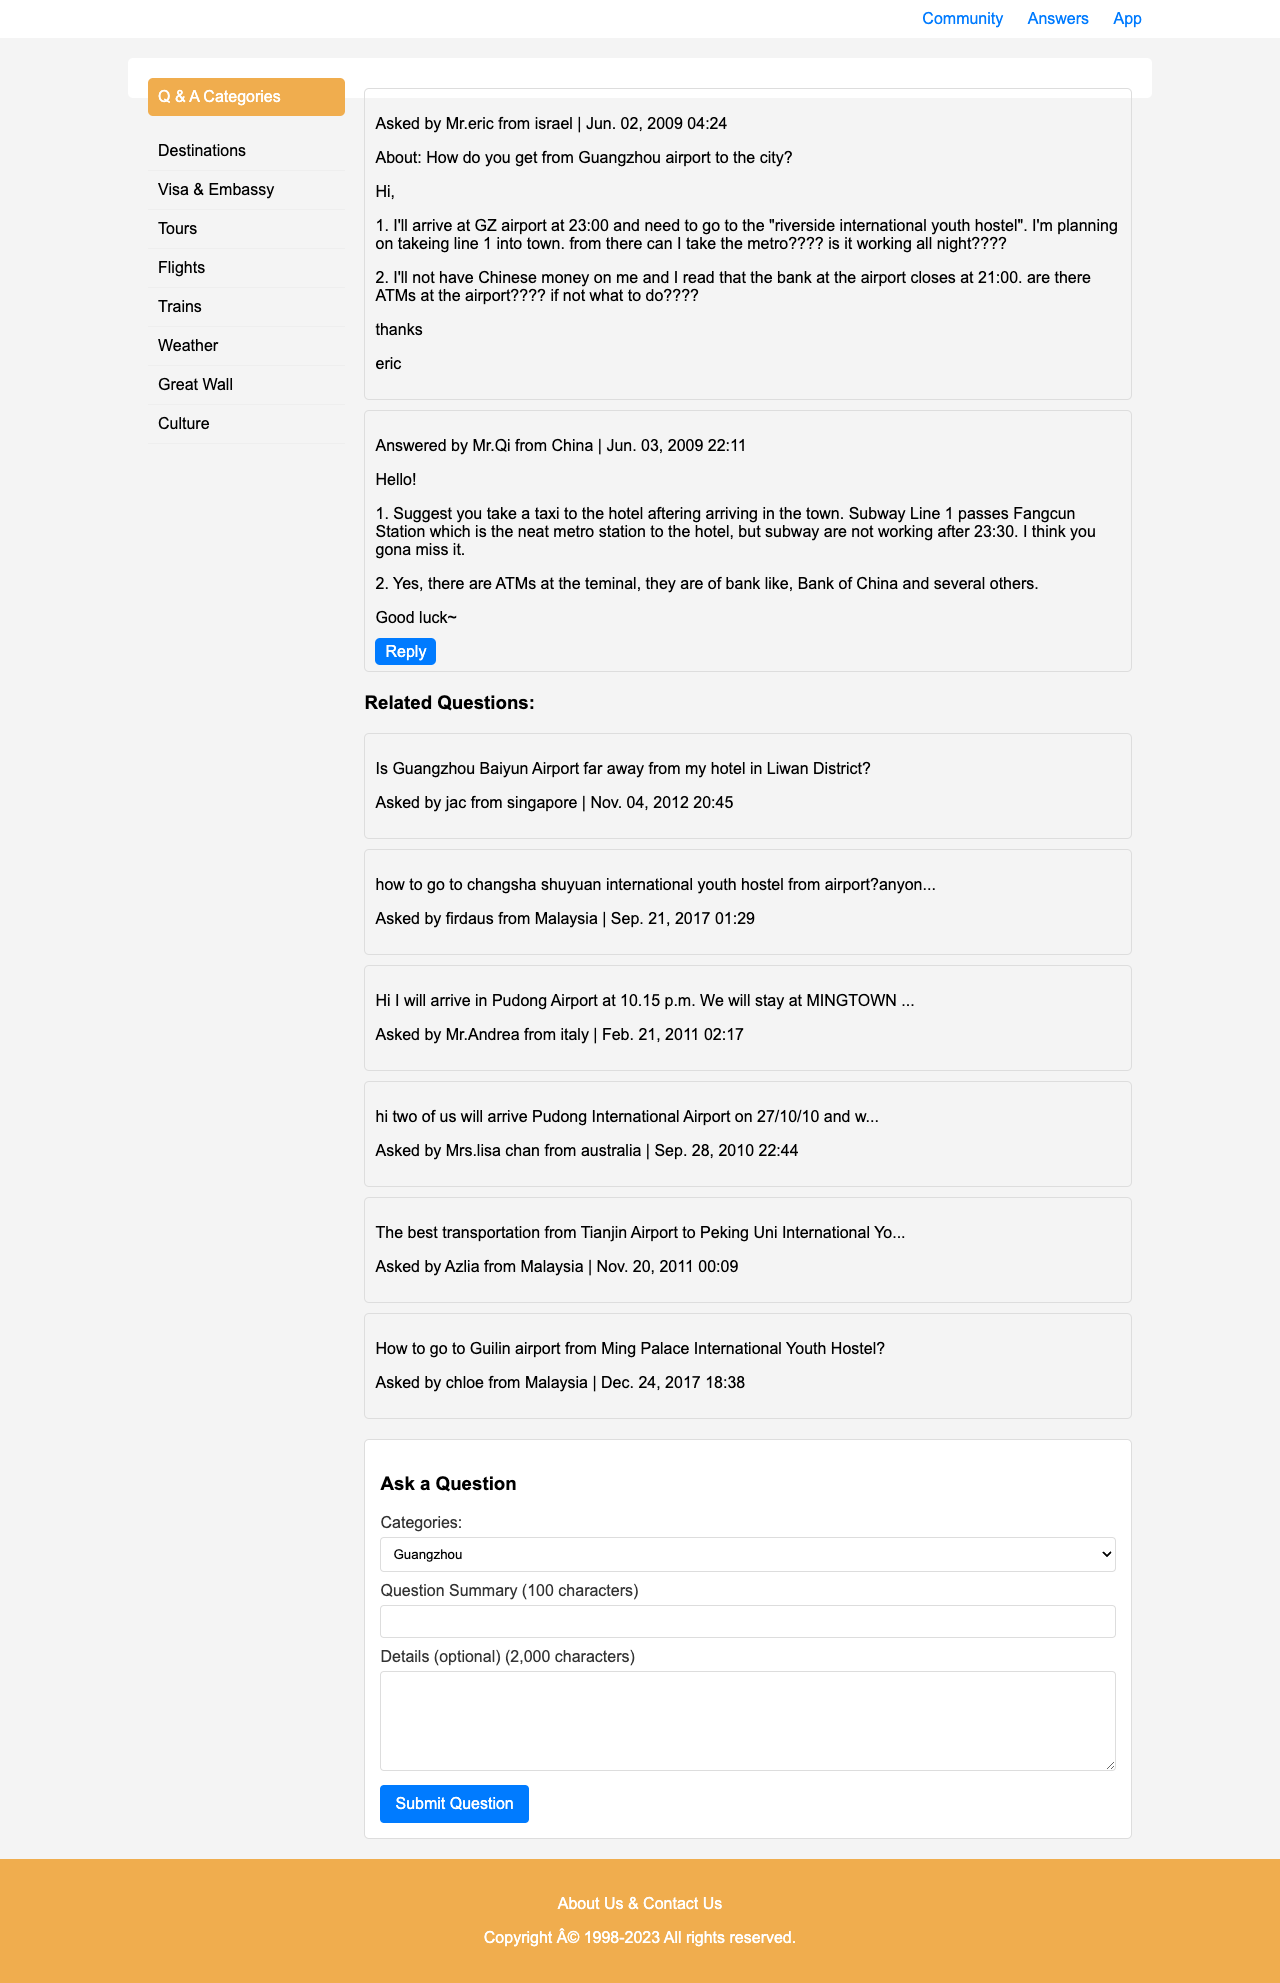 Community Answers App
Q & A Categories
Destinations
Visa & Embassy
Tours
Flights
Trains
Weather
Great Wall
Culture
Asked by Mr.eric from israel | Jun. 02, 2009 04:24
About: How do you get from Guangzhou airport to the city?
Hi,
1. I'll arrive at GZ airport at 23:00 and need to go to the "riverside international youth hostel". I'm planning
on takeing line 1 into town. from there can I take the metro???? is it working all night????
2. I'll not have Chinese money on me and I read that the bank at the airport closes at 21:00. are there
ATMs at the airport???? if not what to do????
thanks
eric
Answered by Mr.Qi from China | Jun. 03, 2009 22:11
Hello!
1. Suggest you take a taxi to the hotel aftering arriving in the town. Subway Line 1 passes Fangcun
Station which is the neat metro station to the hotel, but subway are not working after 23:30. I think you
gona miss it.
2. Yes, there are ATMs at the teminal, they are of bank like, Bank of China and several others.
Good luck~
Reply
Related Questions:
Is Guangzhou Baiyun Airport far away from my hotel in Liwan District?
Asked by jac from singapore | Nov. 04, 2012 20:45
how to go to changsha shuyuan international youth hostel from airport?anyon...
Asked by firdaus from Malaysia | Sep. 21, 2017 01:29
Hi I will arrive in Pudong Airport at 10.15 p.m. We will stay at MINGTOWN ...
Asked by Mr.Andrea from italy | Feb. 21, 2011 02:17
hi two of us will arrive Pudong International Airport on 27/10/10 and w...
Asked by Mrs.lisa chan from australia | Sep. 28, 2010 22:44
The best transportation from Tianjin Airport to Peking Uni International Yo...
Asked by Azlia from Malaysia | Nov. 20, 2011 00:09
How to go to Guilin airport from Ming Palace International Youth Hostel?
Asked by chloe from Malaysia | Dec. 24, 2017 18:38
Ask a Question
Categories:
Guangzhou
Question Summary (100 characters)
Details (optional) (2,000 characters)
Submit Question
About Us & Contact Us
Copyright Â© 1998-2023 All rights reserved.